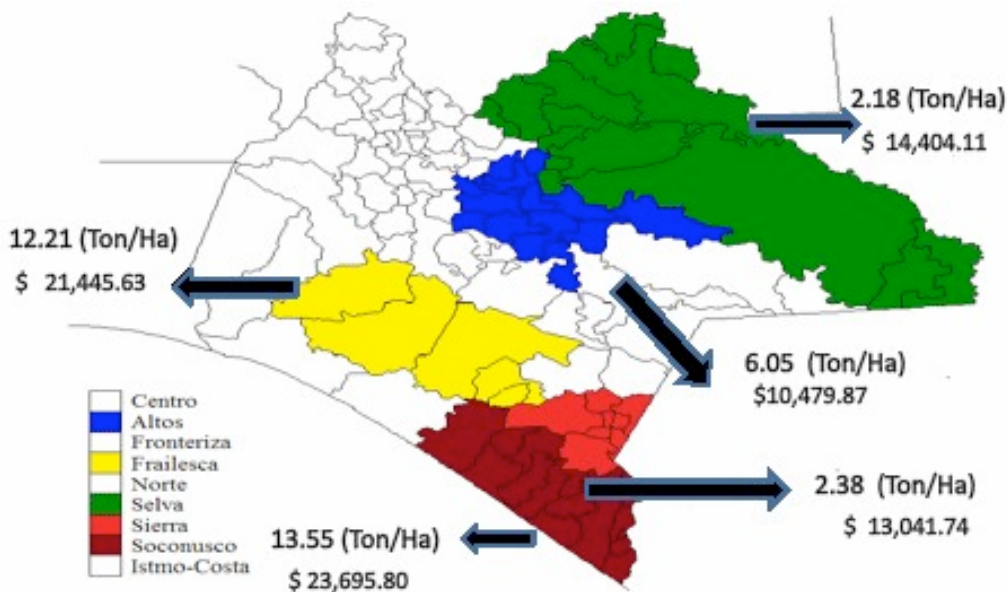 2.18 (Ton/Ha)
$ 14,404.11
12.21 (Ton/Ha)
$ 21,445.63
6.05 (Ton/Ha)
$10,479.87
Centro
Altos
Fronteriza
Frailesca
Norte
Selva
Sierra
Soconusco
Istmo-Costa
2.38 (Ton/Ha)
$ 13,041.74
13.55 (Ton/Ha)
$ 23,695.80